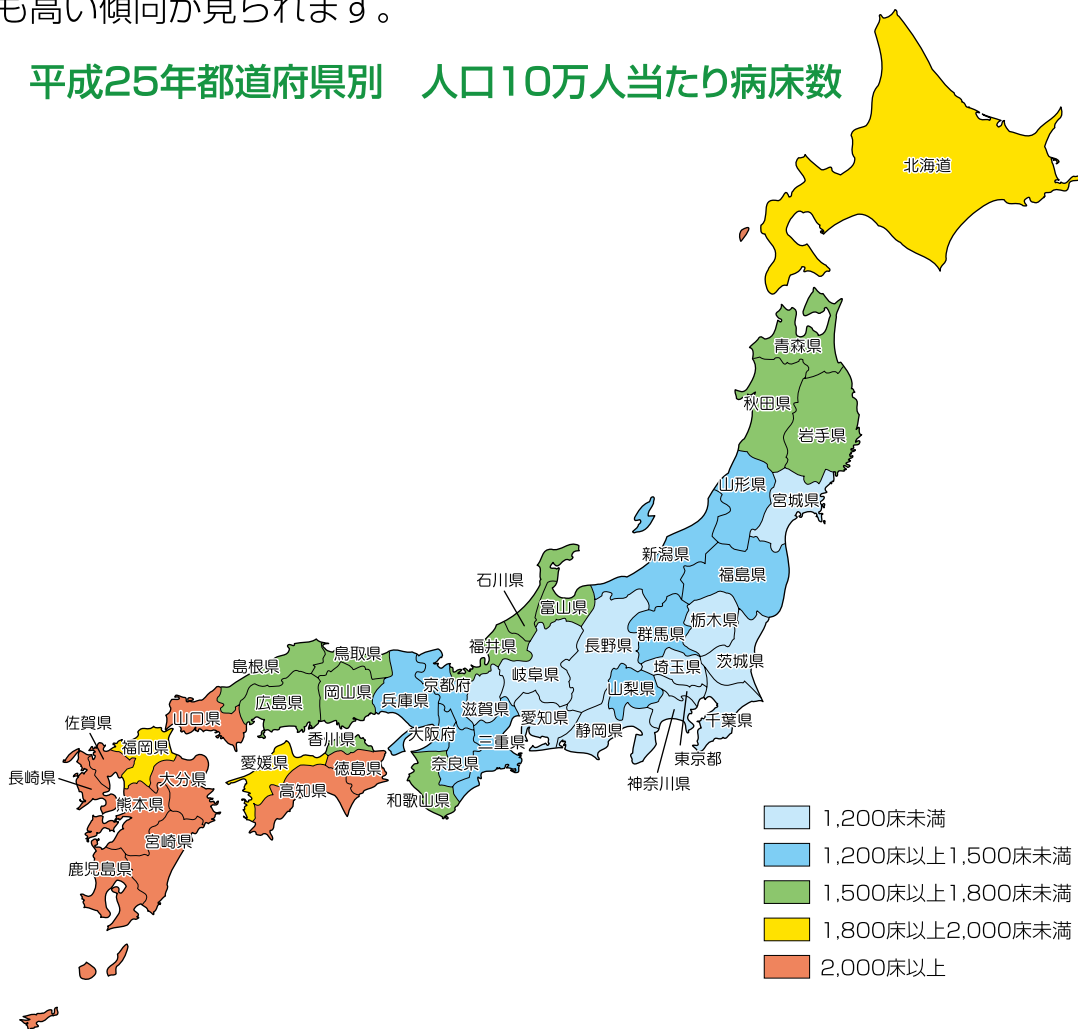 も高い傾向が見られます。
平成25年都道府県別　人口10万人当たり病床数
北海道
青森県
秋田県
岩手県
山形県
宮城県
新潟県
福島県
石川県
富山県
栃木県
群馬県
長野県
福井県
茨城県
埼玉県
岐阜県
鳥取県
島根県
京都府
山梨県
岡山県
兵庫県
広島県
滋賀県
愛知県
山口県
佐賀県
千葉県
静岡県
大阪府
香川県
三重県
福岡県
東京都
愛媛県
奈良県
徳島県
長崎県
大分県
神奈川県
高知県
和歌山県
熊本県
宮崎県
鹿児島県
1,200床未満
1,200床以上1,500床未満
1,500床以上1,800床未満
1,800床以上2,000床未満
2,000床以上